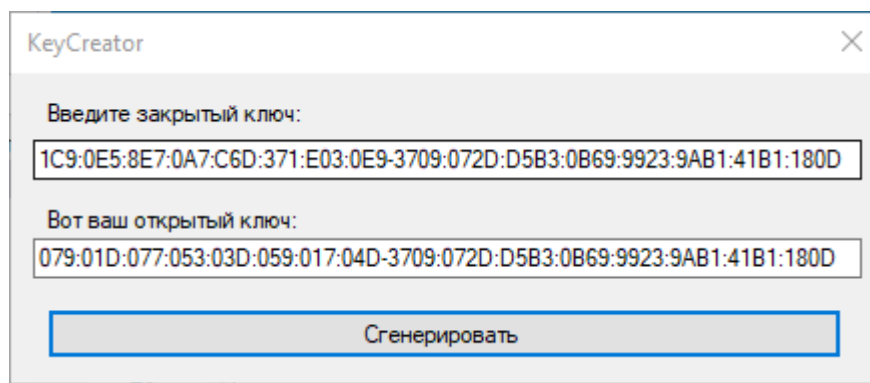 KeyCreator
Введите закрытый ключ:
1C9:0E5:8E7:0A7:C6D:371:E03:0E9-3709:072D:D5B3:0B69:9923:9AB1:41B1:180D
Вот ваш открытый ключ:
079:01D:077:053:03D:059:017:04D-3709:072D:D5B3:0B69:9923:9AB1:41B1:180D
Сгенерировать